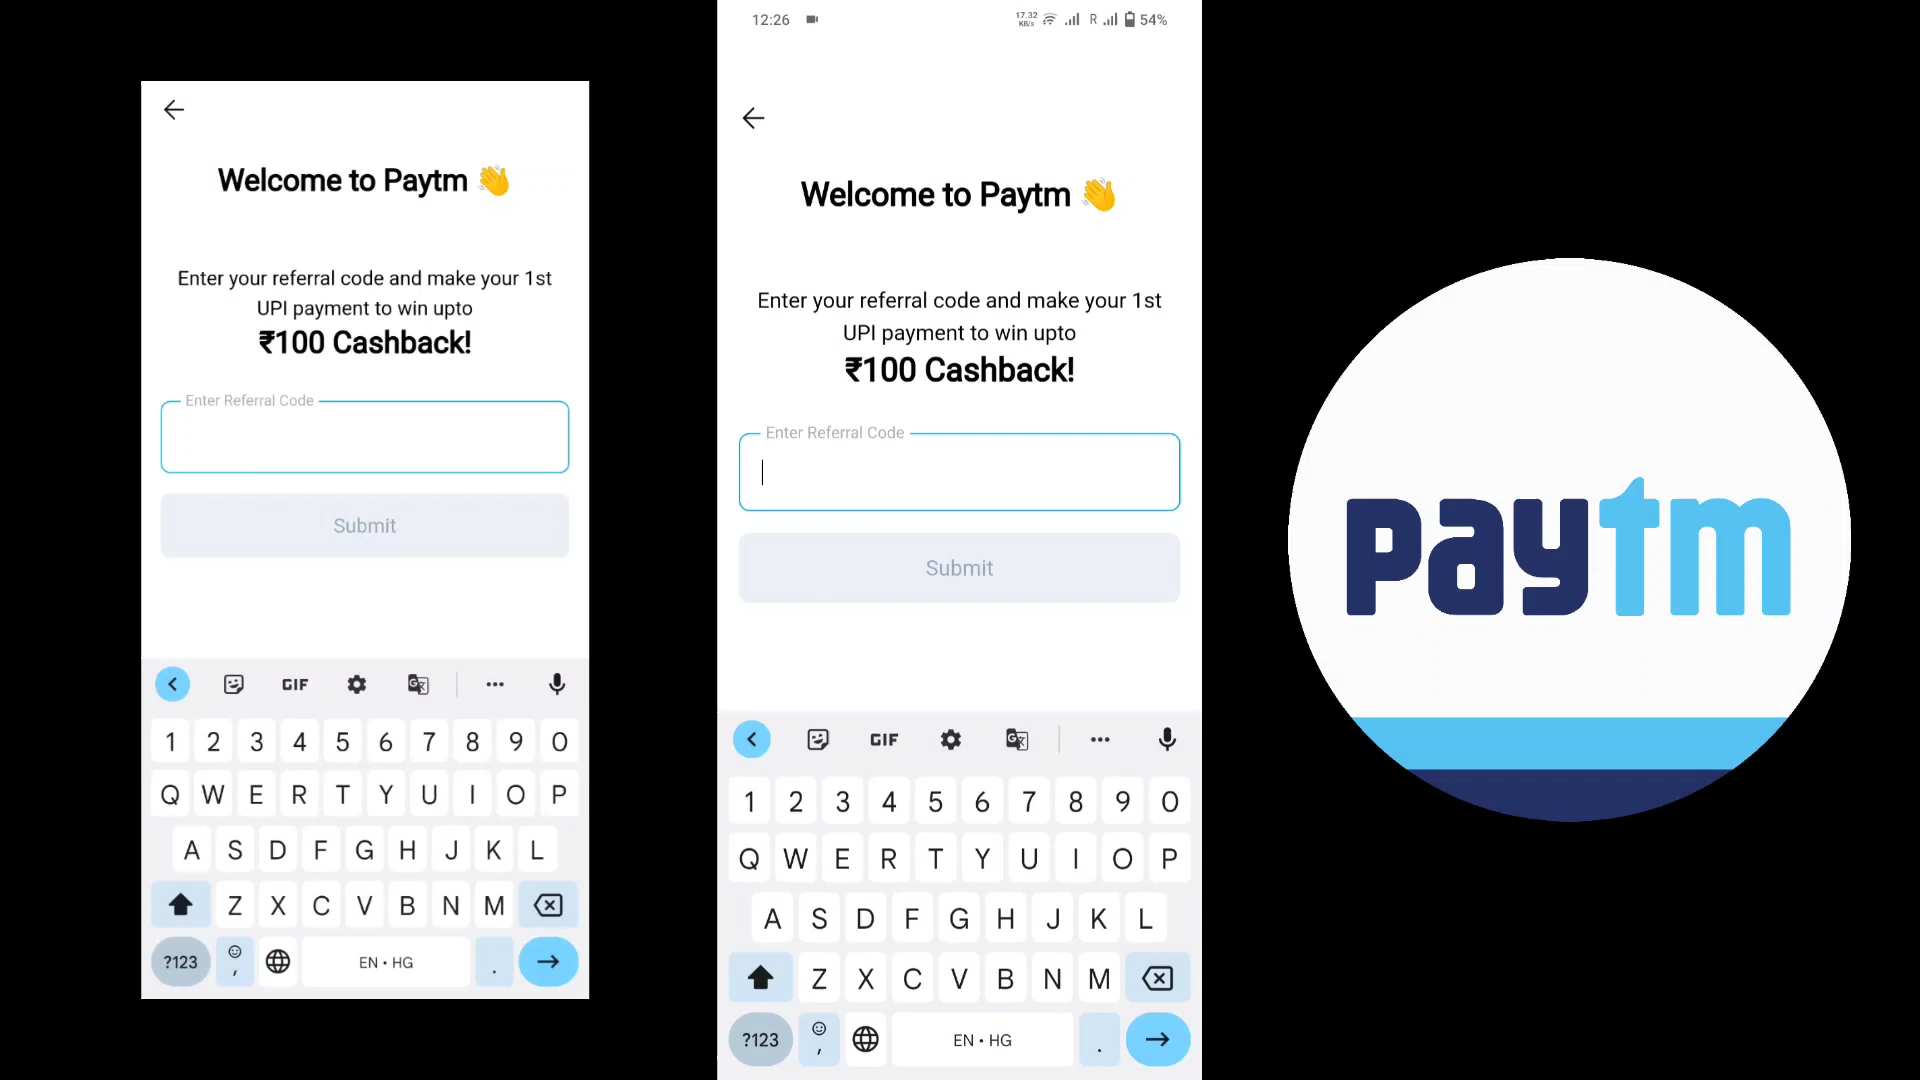 Welcome to Paytm 👋
Enter your referral code and make your 1st
UPI payment to win upto
₹100 Cashback!
Enter Referral Code
Submit
GIF
1 2 3 4 5 6 7 8 9 0
Q W E R T Y U I O P
A S D F G H J K L
Z X C V B N M
?123 , EN • HG .
12:26 17.32 KB/s R 54%
Welcome to Paytm 👋
Enter your referral code and make your 1st
UPI payment to win upto
₹100 Cashback!
Enter Referral Code
Submit
GIF
1 2 3 4 5 6 7 8 9 0
Q W E R T Y U I O P
A S D F G H J K L
Z X C V B N M
?123 , EN • HG .
paytm